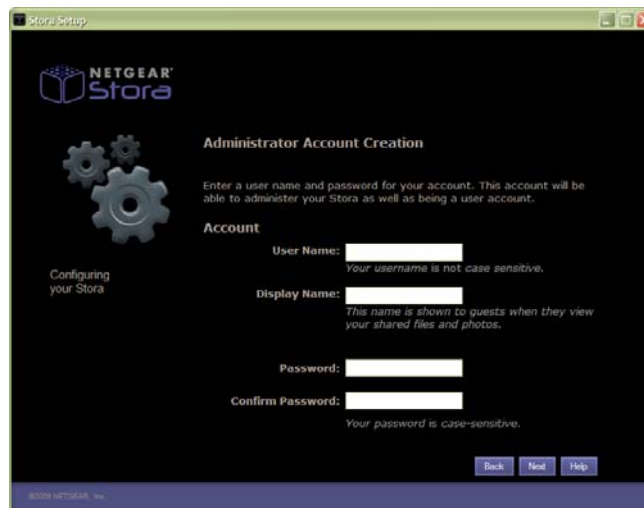 Stora Setup
NETGEAR
Stora
Administrator Account Creation
Enter a user name and password for your account. This account will be
able to administer your Stora as well as being a user account.
Account
User Name:
Your username is not case sensitive.
Display Name:
This name is shown to guests when they view
your shared files and photos.
Configuring
your Stora
Password:
Confirm Password:
Your password is case-sensitive.
Back Next Help
©2009 NETGEAR, Inc.